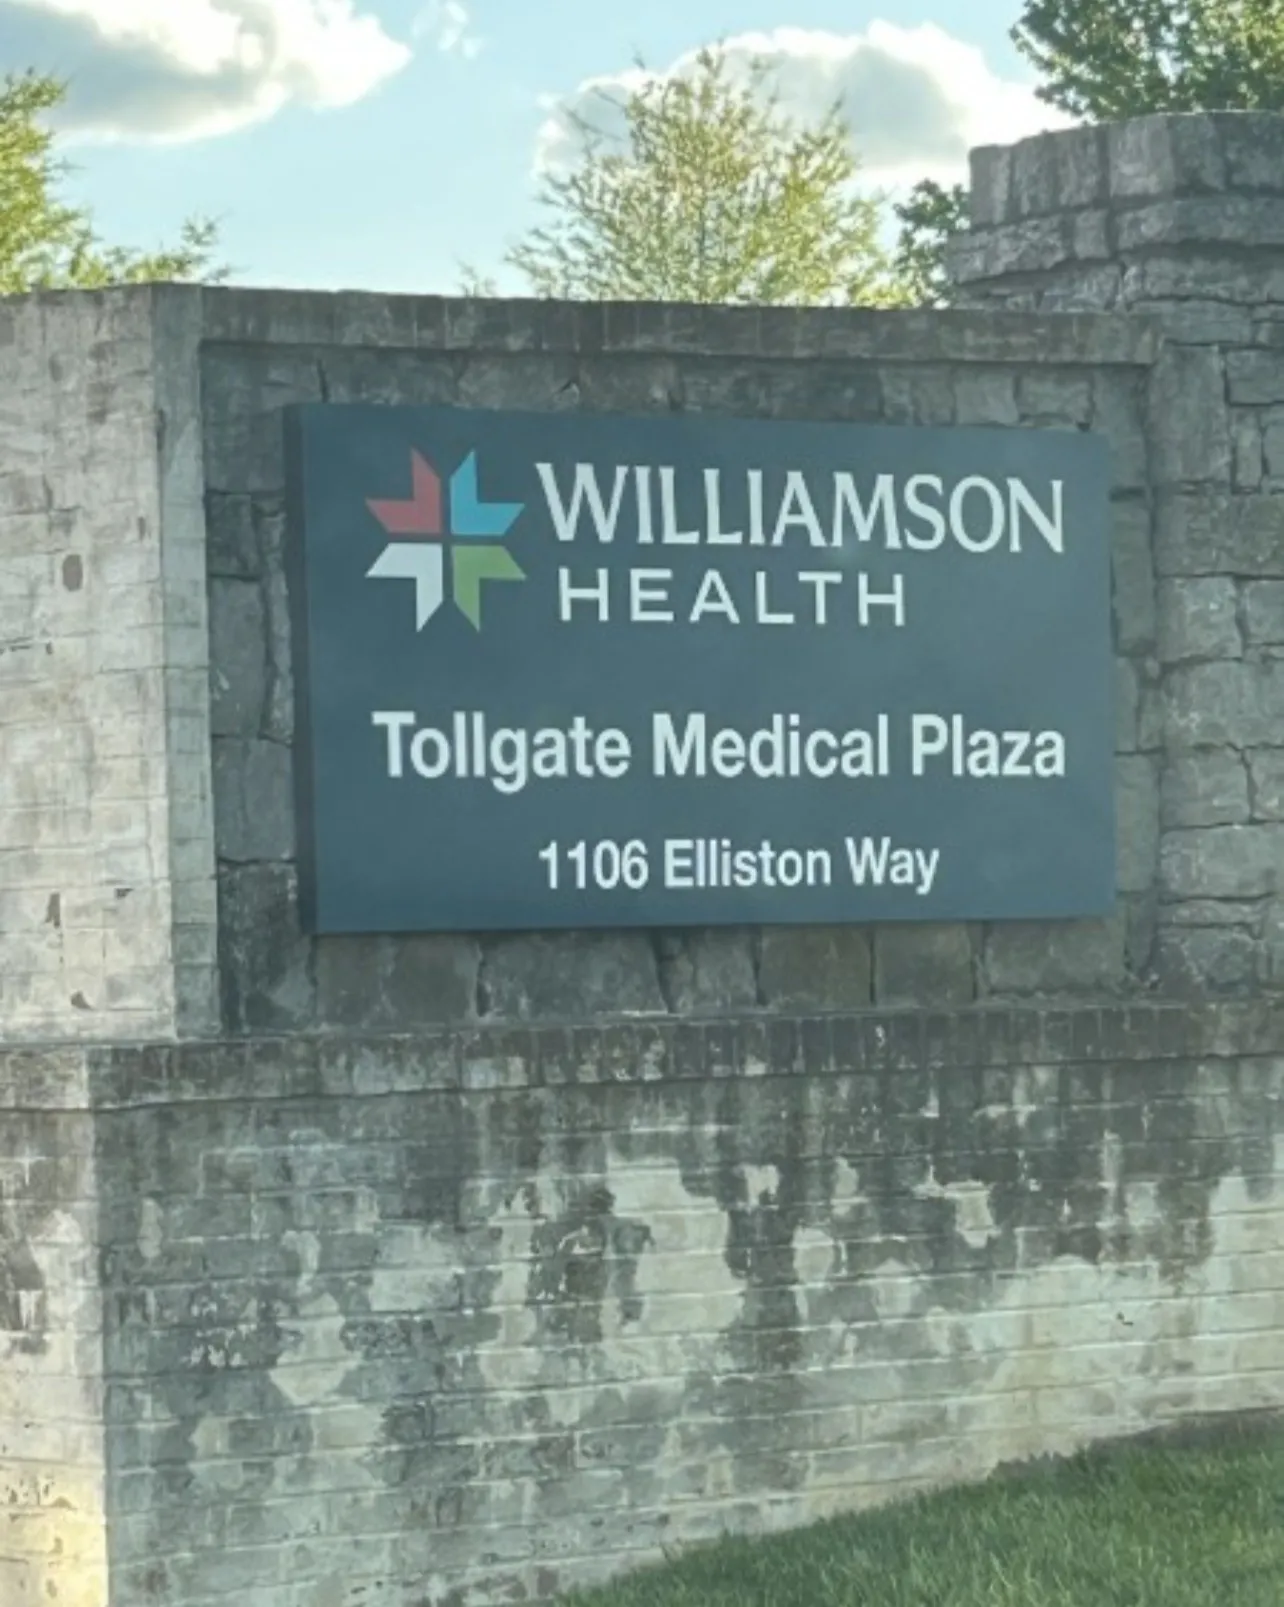 WILLIAMSON
HEALTH
Tollgate Medical Plaza
1106 Elliston Way